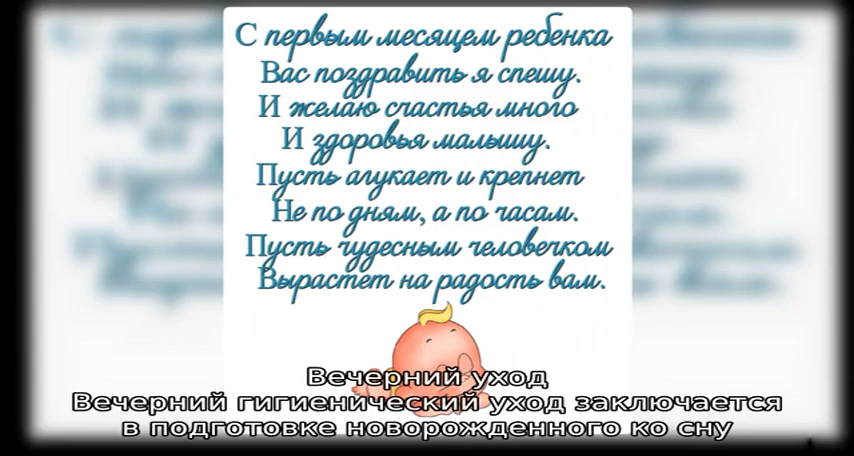 С первым месяцем ребенка
Вас поздравить я спешу.
И желаю счастья много
И здоровья малышу.
Пусть агукает и крепнет
Не по дням, а по часам.
Пусть чудесным человечком
Вырастет на радость вам.
Вечерний уход
Вечерний гигиенический уход заключается
в подготовке новорожденного ко сну